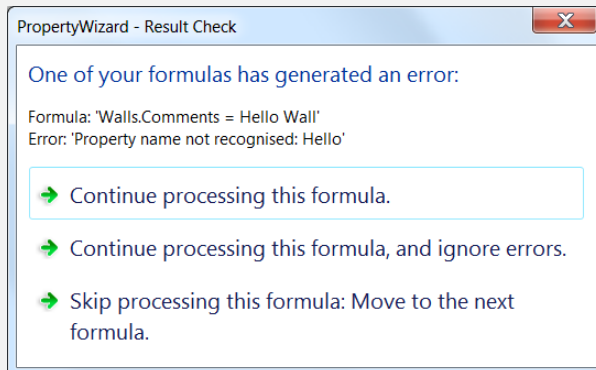 PropertyWizard - Result Check
One of your formulas has generated an error:
Formula: 'Walls.Comments = Hello Wall'
Error: 'Property name not recognised: Hello'
Continue processing this formula.
Continue processing this formula, and ignore errors.
Skip processing this formula: Move to the next
formula.